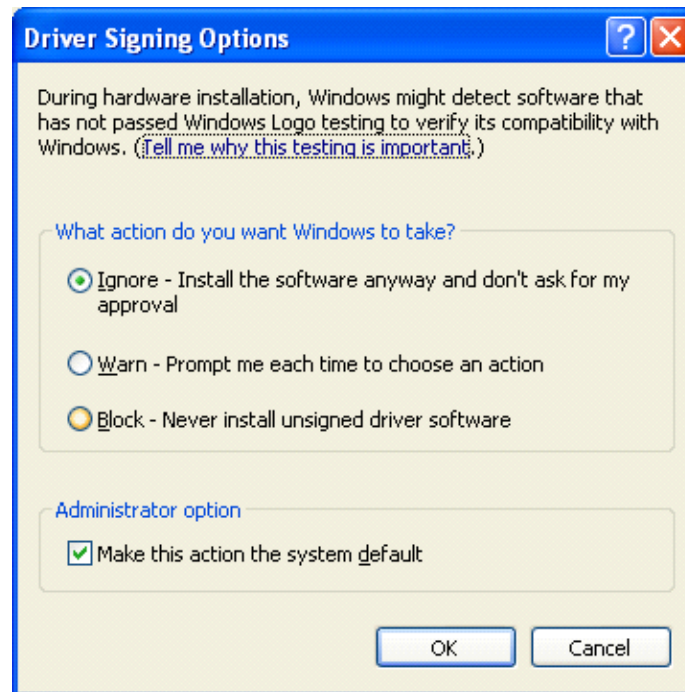 Driver Signing Options
During hardware installation, Windows might detect software that
has not passed Windows Logo testing to verify its compatibility with
Windows. (Tell me why this testing is important.)
What action do you want Windows to take?
Ignore - Install the software anyway and don't ask for my
approval
Warn - Prompt me each time to choose an action
Block - Never install unsigned driver software
Administrator option
Make this action the system default
OK Cancel